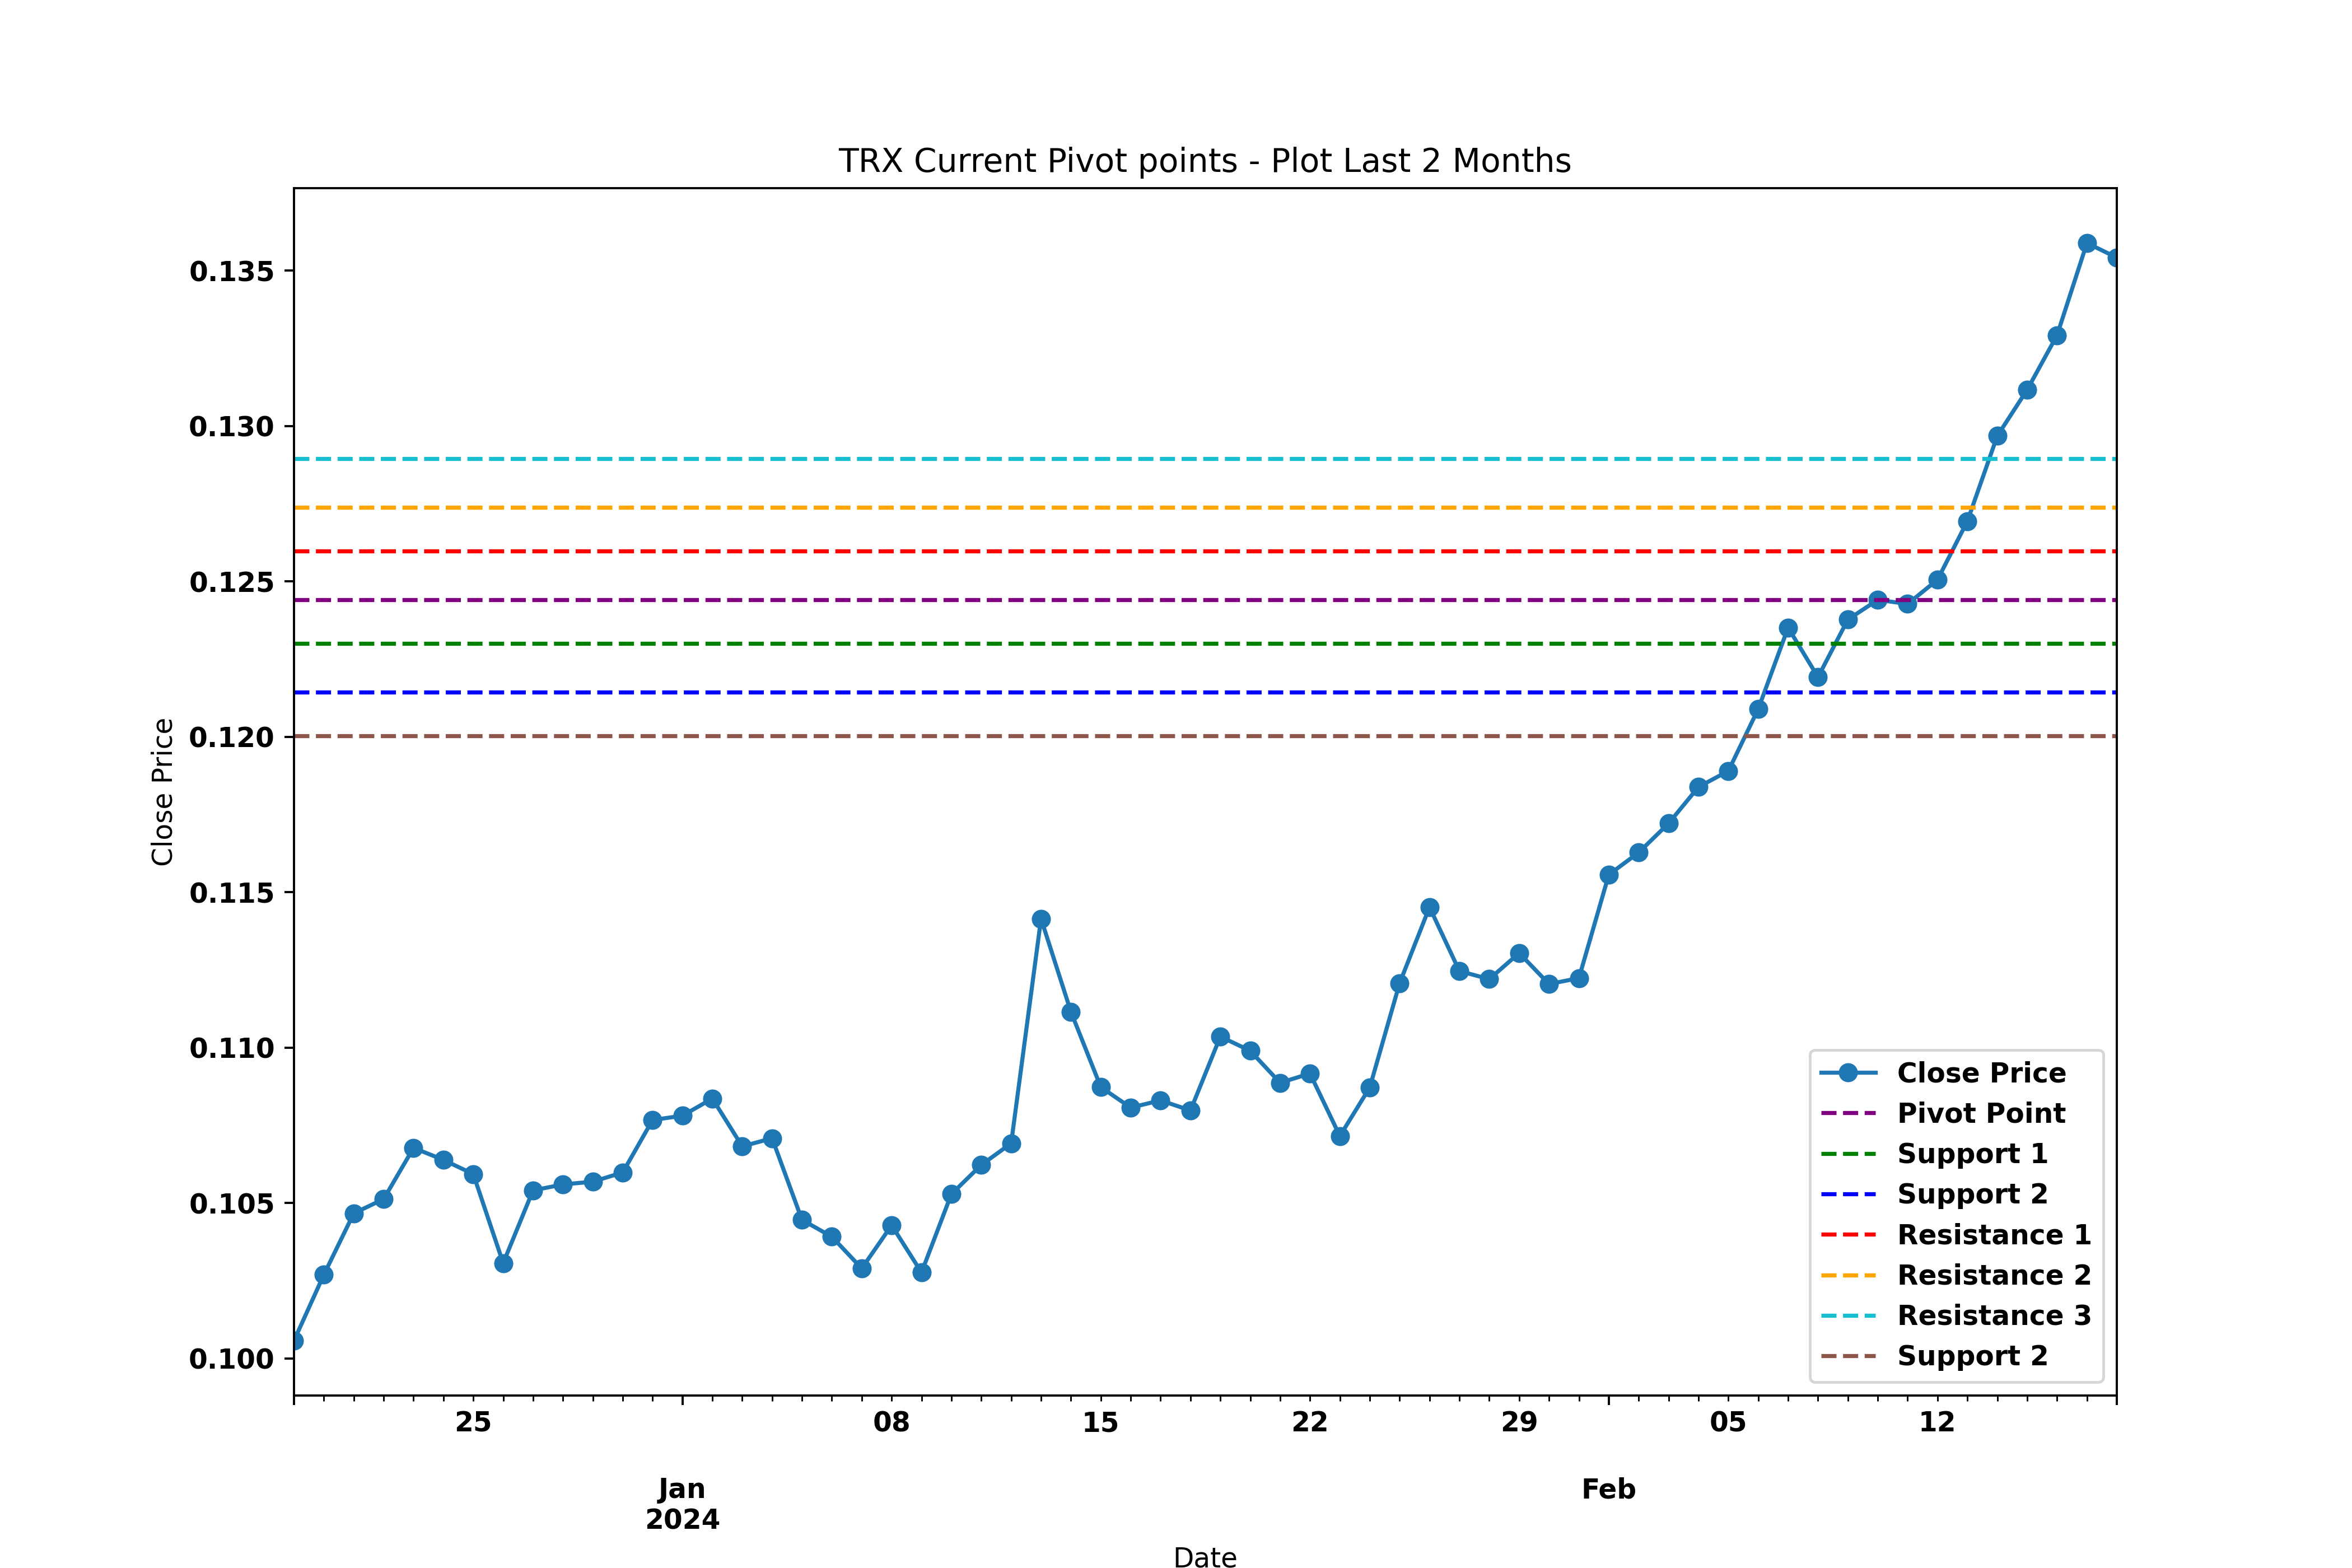 TRX Current Pivot points - Plot Last 2 Months
0.135
0.130
0.125
0.120
0.115
0.110
0.105
0.100
Close Price
Close Price
Pivot Point
Support 1
Support 2
Resistance 1
Resistance 2
Resistance 3
Support 2
25 08 15 22 29 05 12
Jan Feb
2024
Date